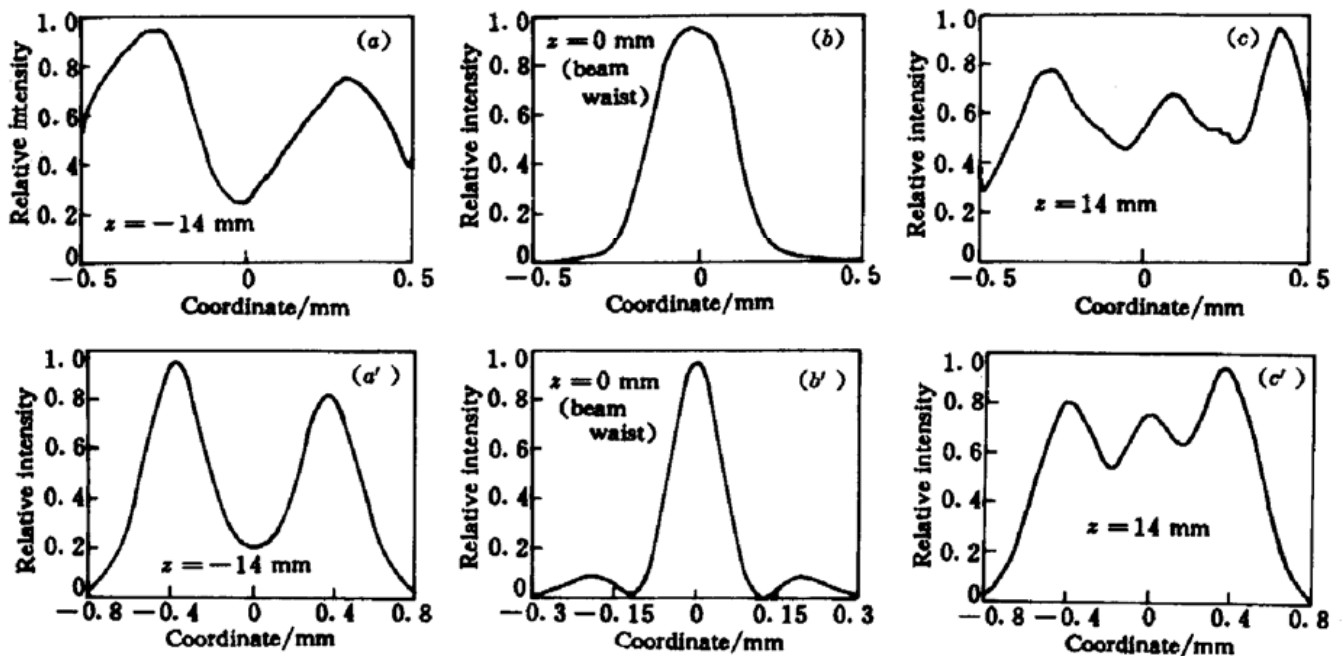 Relative intensity
1.0
0.8
0.6
0.4
0.2
0
(a)
z=−14 mm
−0.5
0
0.5
Coordinate/mm
Relative intensity
1.0
0.8
0.6
0.4
0.2
0
z=0 mm
(beam
waist)
(b)
−0.5
0
0.5
Coordinate/mm
Relative intensity
1.0
0.8
0.6
0.4
0.2
0
(c)
z=14 mm
−0.5
0
0.5
Coordinate/mm
Relative intensity
1.0
0.8
0.6
0.4
0.2
0
(a′)
z=−14 mm
−0.8
−0.4
0
0.4
0.8
Coordinate/mm
Relative intensity
1.0
0.8
0.6
0.4
0.2
0
z=0 mm
(beam
waist)
(b′)
−0.3
−0.15
0
0.15
0.3
Coordinate/mm
Relative intensity
1.0
0.8
0.6
0.4
0.2
0
(c′)
z=14 mm
−0.8
−0.4
0
0.4
0.8
Coordinate/mm